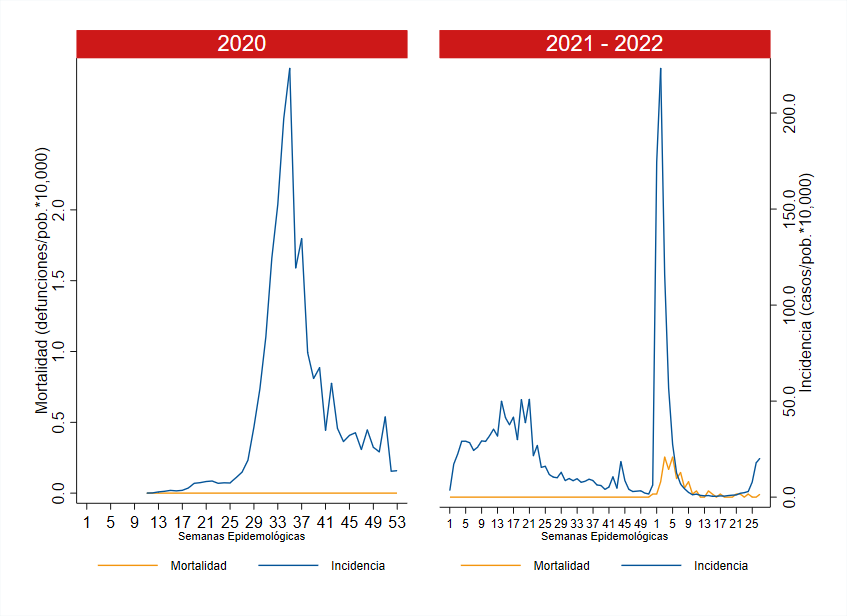 2020
2021 - 2022
Mortalidad (defunciones/pob.*10,000)
0.0 0.5 1.0 1.5 2.0
Incidencia (casos/pob.*10,000)
0.0 50.0 100.0 150.0 200.0
1 5 9 13 17 21 25 29 33 37 41 45 49 53
1 5 9 13 17 21 25 29 33 37 41 45 49 1 5 9 13 17 21 25
Semanas Epidemológicas
Semanas Epidemológicas
Mortalidad Incidencia
Mortalidad Incidencia